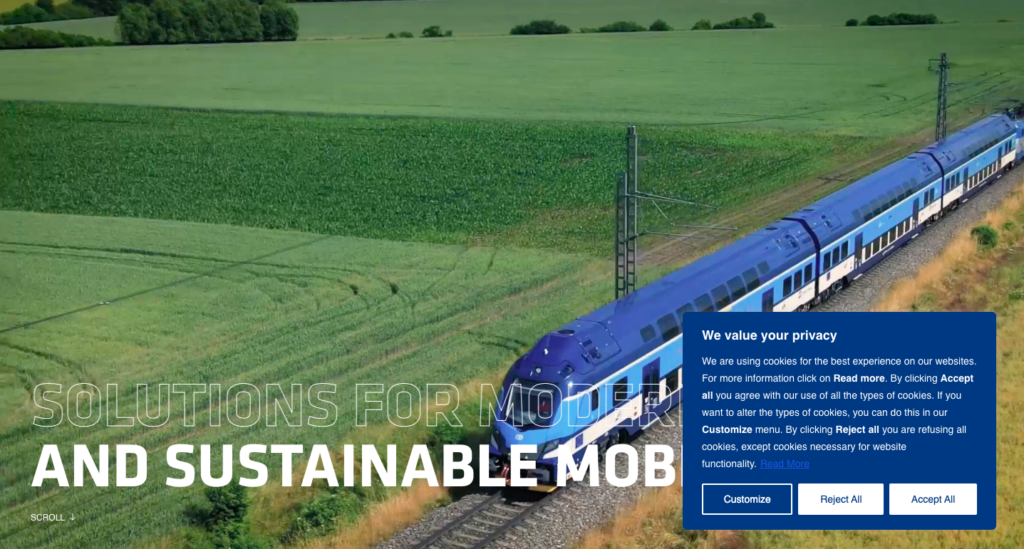 SOLUTIONS FOR MODER
AND SUSTAINABLE MOB
SCROLL ↓
We value your privacy
We are using cookies for the best experience on our websites.
For more information click on Read more. By clicking Accept
all you agree with our use of all the types of cookies. If you
want to alter the types of cookies, you can do this in our
Customize menu. By clicking Reject all you are refusing all
cookies, except cookies necessary for website
functionality. Read More
Customize Reject All Accept All